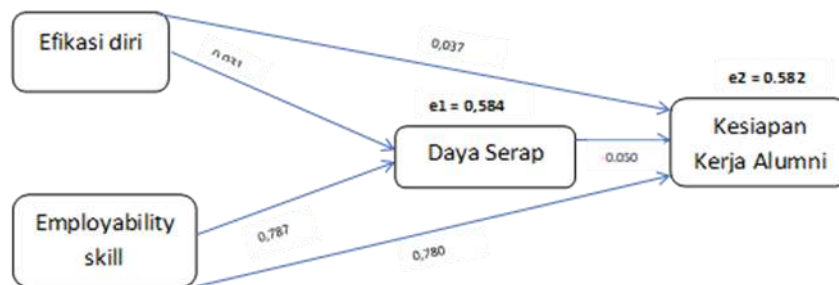 Efikasi diri
0,037
e2 = 0.582
e1 = 0,584
Kesiapan
Kerja Alumni
Daya Serap
0.050
Employability
skill
0,787
0,780